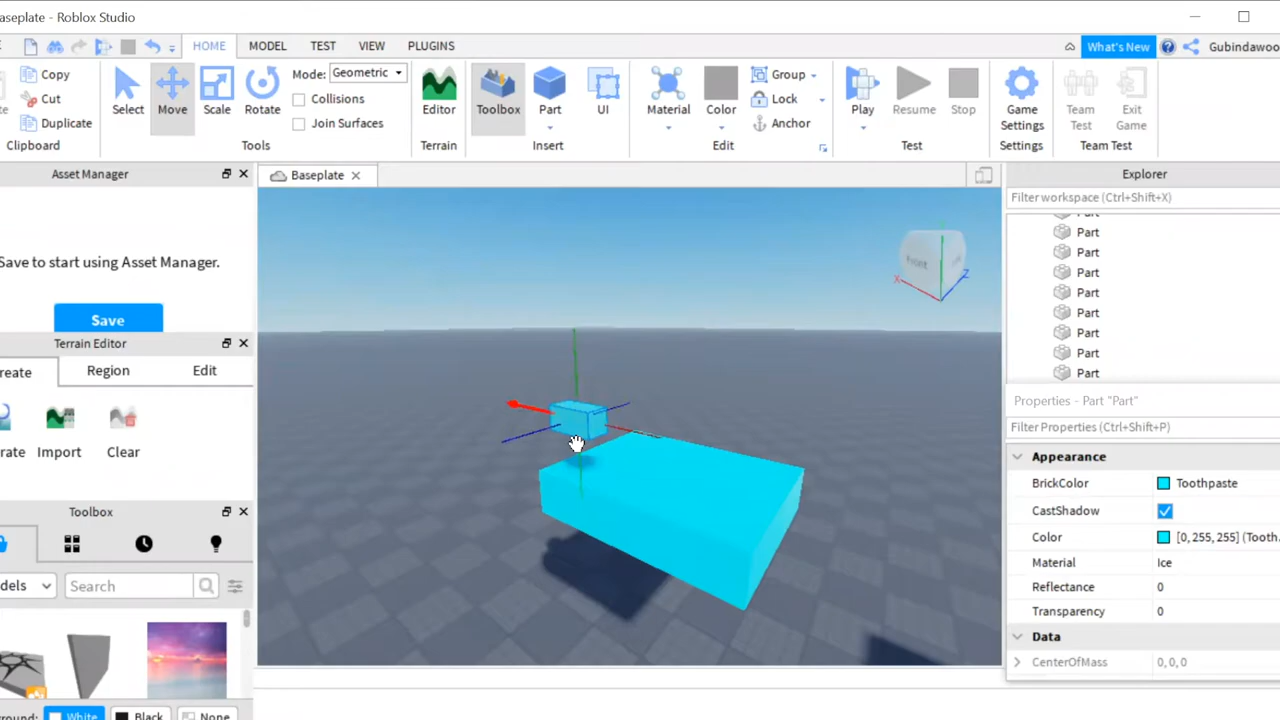 aseplate - Roblox Studio
HOME MODEL TEST VIEW PLUGINS What's New Gubindawoo
Copy
Cut
Duplicate
Clipboard
Select Move Scale Rotate
Mode: Geometric
Collisions
Join Surfaces
Tools
Editor
Terrain
Toolbox Part UI
Insert
Material Color
Group
Lock
Anchor
Edit
Play Resume Stop
Test
Game Settings
Settings
Team Test
Exit Game
Team Test
Asset Manager
Save to start using Asset Manager.
Save
Terrain Editor
reate Region Edit
rate Import Clear
Toolbox
dels Search
round: White Black None
Baseplate
Front
X
Z
Explorer
Filter workspace (Ctrl+Shift+X)
Part
Part
Part
Part
Part
Part
Part
Part
Part
Properties - Part "Part"
Filter Properties (Ctrl+Shift+P)
Appearance
BrickColor Toothpaste
CastShadow
Color [0, 255, 255] (Tooth.
Material Ice
Reflectance 0
Transparency 0
Data
CenterOfMass 0, 0, 0